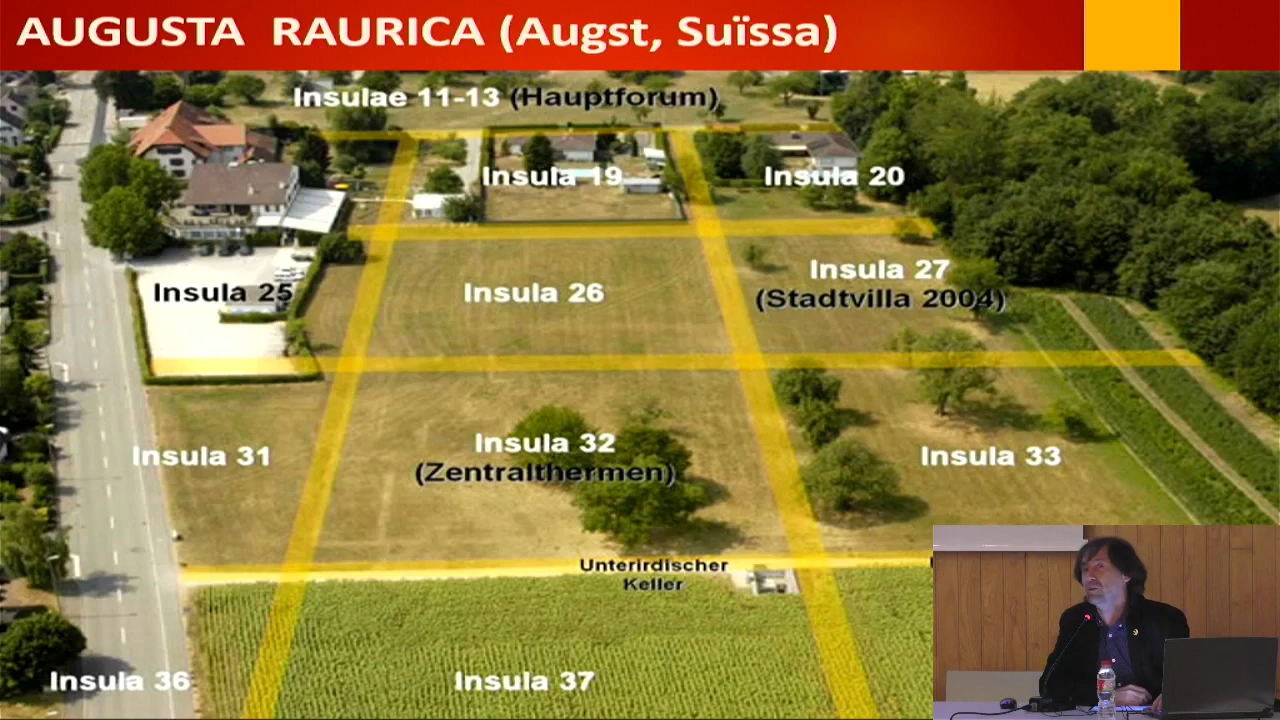 AUGUSTA RAURICA (Augst, Suïssa)
Insulae 11-13 (Hauptforum)
Insula 19
Insula 20
Insula 25
Insula 26
Insula 27
(Stadtvilla 2004)
Insula 31
Insula 32
(Zentralthermen)
Insula 33
Unterirdischer
Keller
Insula 36
Insula 37